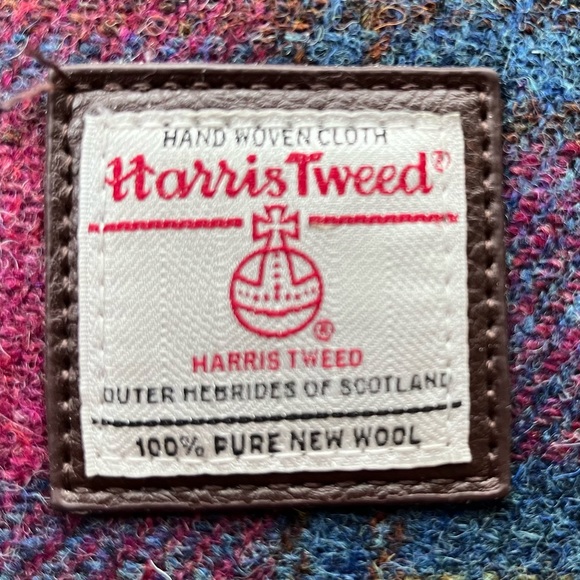 HAND WOVEN CLOTH
Harris Tweed®
®
HARRIS TWEED
OUTER HEBRIDES OF SCOTLAND
100% PURE NEW WOOL